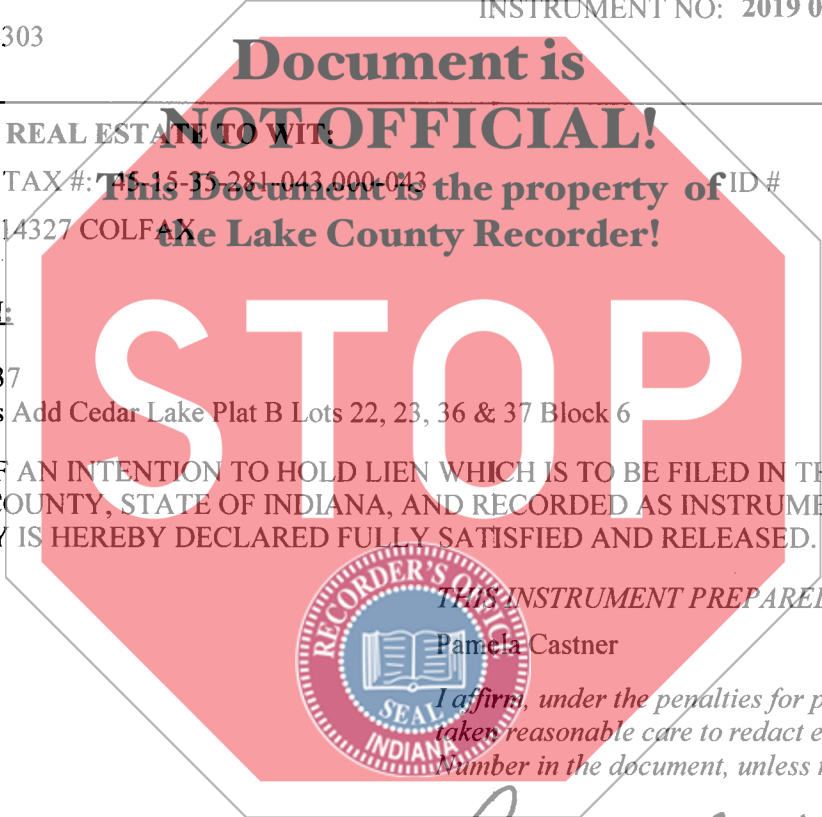 INSTRUMENT NO: 2019 0
303
Document is
NOT OFFICIAL!
REAL ESTATE TO WIT:
This Document is the property of
TAX #: 45-15-35-281-043.000-043 ID #
the Lake County Recorder!
14327 COLFAX
STOP
7
s Add Cedar Lake Plat B Lots 22, 23, 36 & 37 Block 6
F AN INTENTION TO HOLD LIEN WHICH IS TO BE FILED IN TH
COUNTY, STATE OF INDIANA, AND RECORDED AS INSTRUME
Y IS HEREBY DECLARED FULLY SATISFIED AND RELEASED.
RECORDER'S OFFICE
SEAL
INDIANA
THIS INSTRUMENT PREPARED
Pamela Castner
I affirm, under the penalties for p
taken reasonable care to redact e
Number in the document, unless r